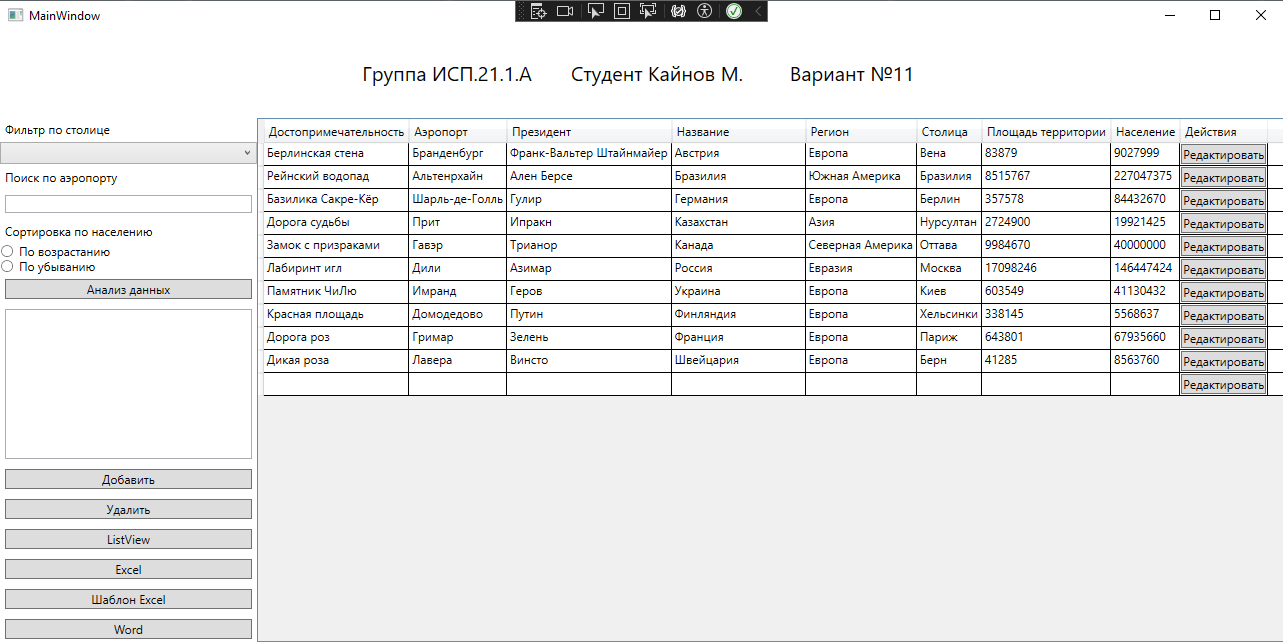 MainWindow
Группа ИСП.21.1.А Студент Кайнов М. Вариант №11
Фильтр по столице
Поиск по аэропорту
Сортировка по населению
По возрастанию
По убыванию
Анализ данных
Добавить
Удалить
ListView
Excel
Шаблон Excel
Word
Достопримечательность Аэропорт Президент Название Регион Столица Площадь территории Население Действия
Берлинская стена Бранденбург Франк-Вальтер Штайнмайер Австрия Европа Вена 83879 9027999 Редактировать
Рейнский водопад Альтенрхайн Ален Берсе Бразилия Южная Америка Бразилия 8515767 227047375 Редактировать
Базилика Сакре-Кёр Шарль-де-Голль Гулир Германия Европа Берлин 357578 84432670 Редактировать
Дорога судьбы Прит Ипракн Казахстан Азия Нурсултан 2724900 19921425 Редактировать
Замок с призраками Гавэр Трианор Канада Северная Америка Оттава 9984670 40000000 Редактировать
Лабиринт игл Дили Азимар Россия Евразия Москва 17098246 146447424 Редактировать
Памятник ЧиЛю Имранд Геров Украина Европа Киев 603549 41130432 Редактировать
Красная площадь Домодедово Путин Финляндия Европа Хельсинки 338145 5568637 Редактировать
Дорога роз Гримар Зелень Франция Европа Париж 643801 67935660 Редактировать
Дикая роза Лавера Винсто Швейцария Европа Берн 41285 8563760 Редактировать
Редактировать